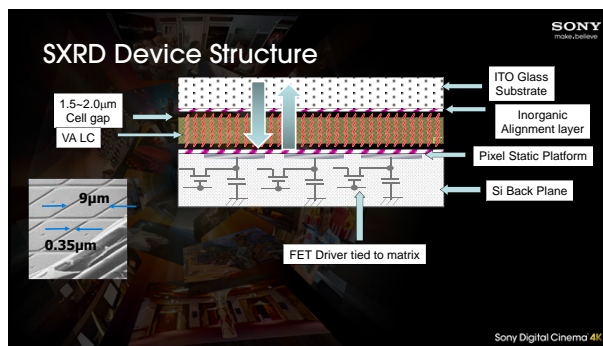 SONY
make.believe
SXRD Device Structure
ITO Glass
Substrate
1.5~2.0μm
Cell gap
Inorganic
Alignment layer
VA LC
Pixel Static Platform
Si Back Plane
9μm
0.35μm
FET Driver tied to matrix
Sony Digital Cinema 4K